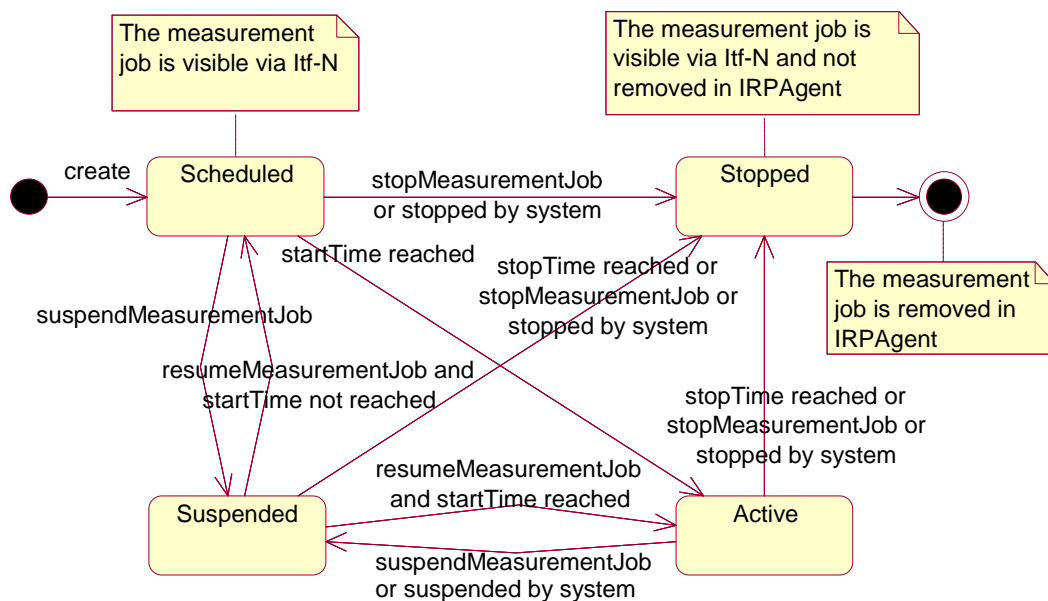 The measurement
job is visible via Itf-N
The measurement job is
visible via Itf-N and not
removed in IRPAgent
create
Scheduled
stopMeasurementJob
or stopped by system
Stopped
startTime reached
stopTime reached or
stopMeasurementJob or
stopped by system
The measurement
job is removed in
IRPAgent
suspendMeasurementJob
resumeMeasurementJob and
startTime not reached
stopTime reached or
stopMeasurementJob or
stopped by system
resumeMeasurementJob
and startTime reached
Suspended
Active
suspendMeasurementJob
or suspended by system